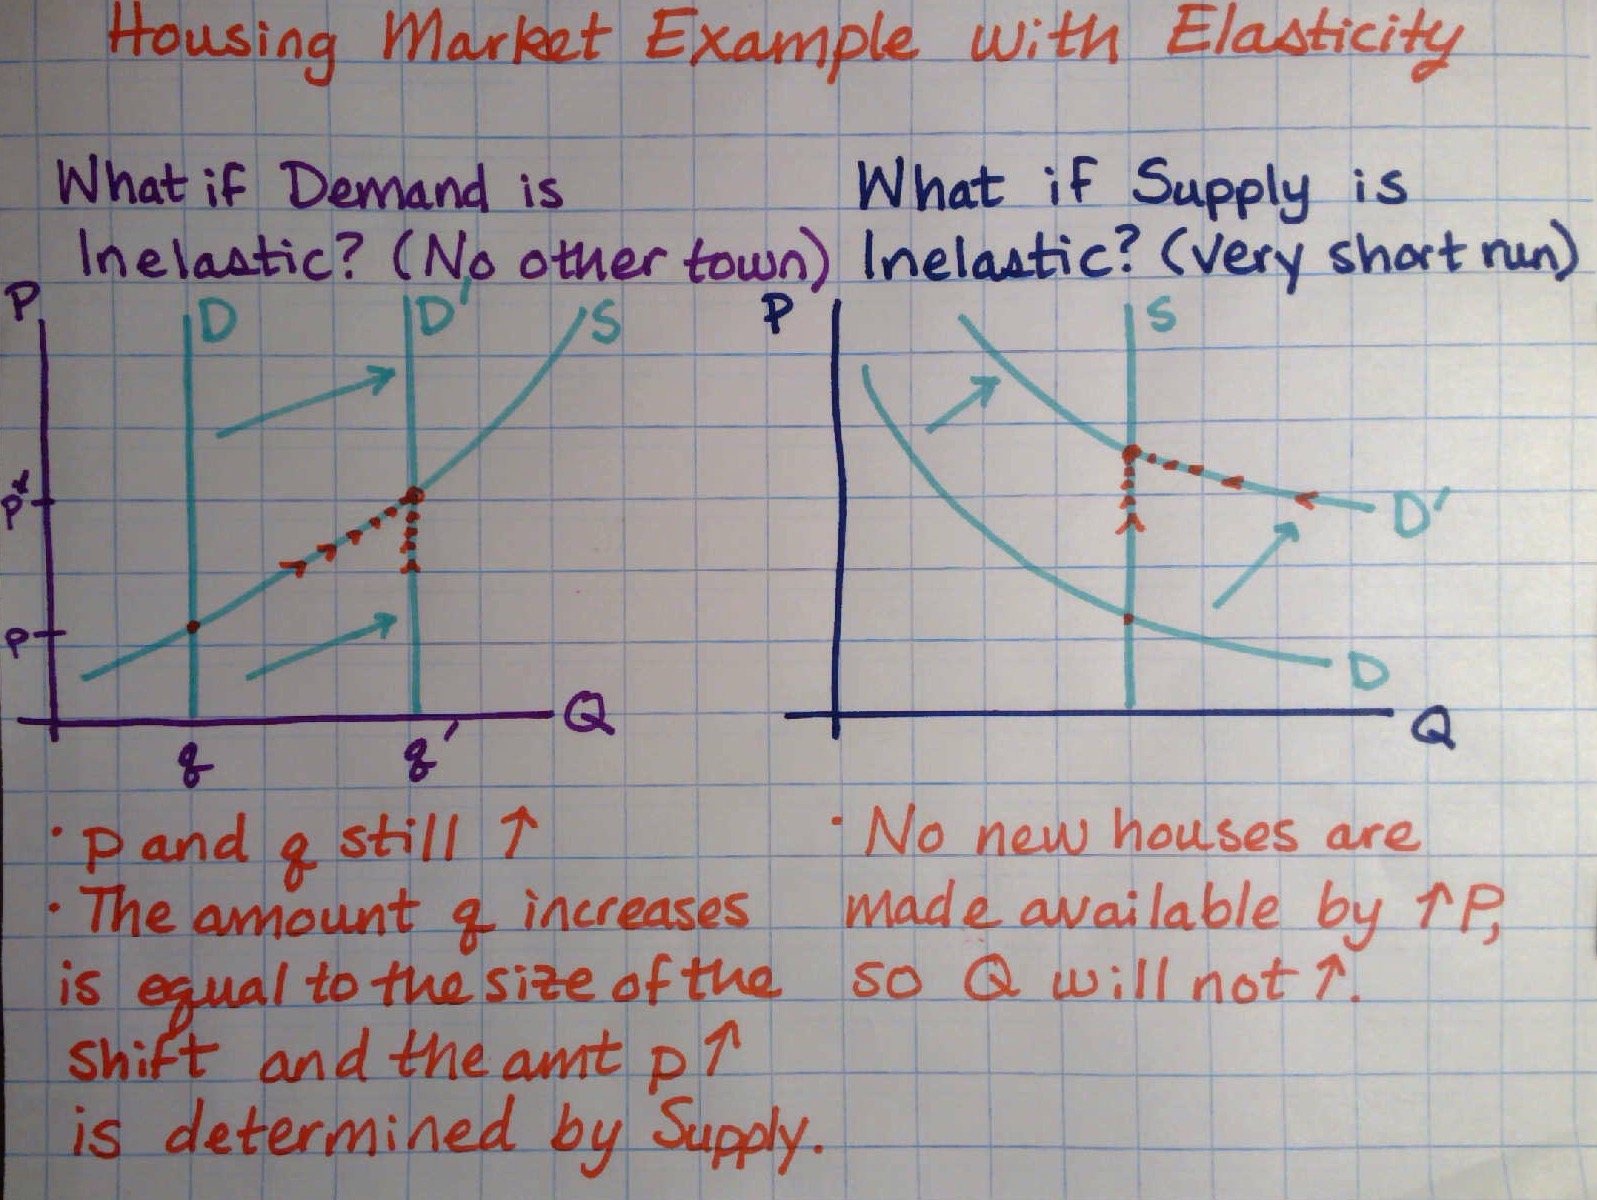 Housing Market Example with Elasticity
What if Demand is
Inelastic? (No other town)
P
D
D'
S
p'
p
Q
q
q'
· p and q still ↑
· The amount q increases
is equal to the size of the
shift and the amt p↑
is determined by Supply.
What if Supply is
Inelastic? (very short run)
P
S
D'
D
Q
· No new houses are
made available by ↑P,
so Q will not ↑.